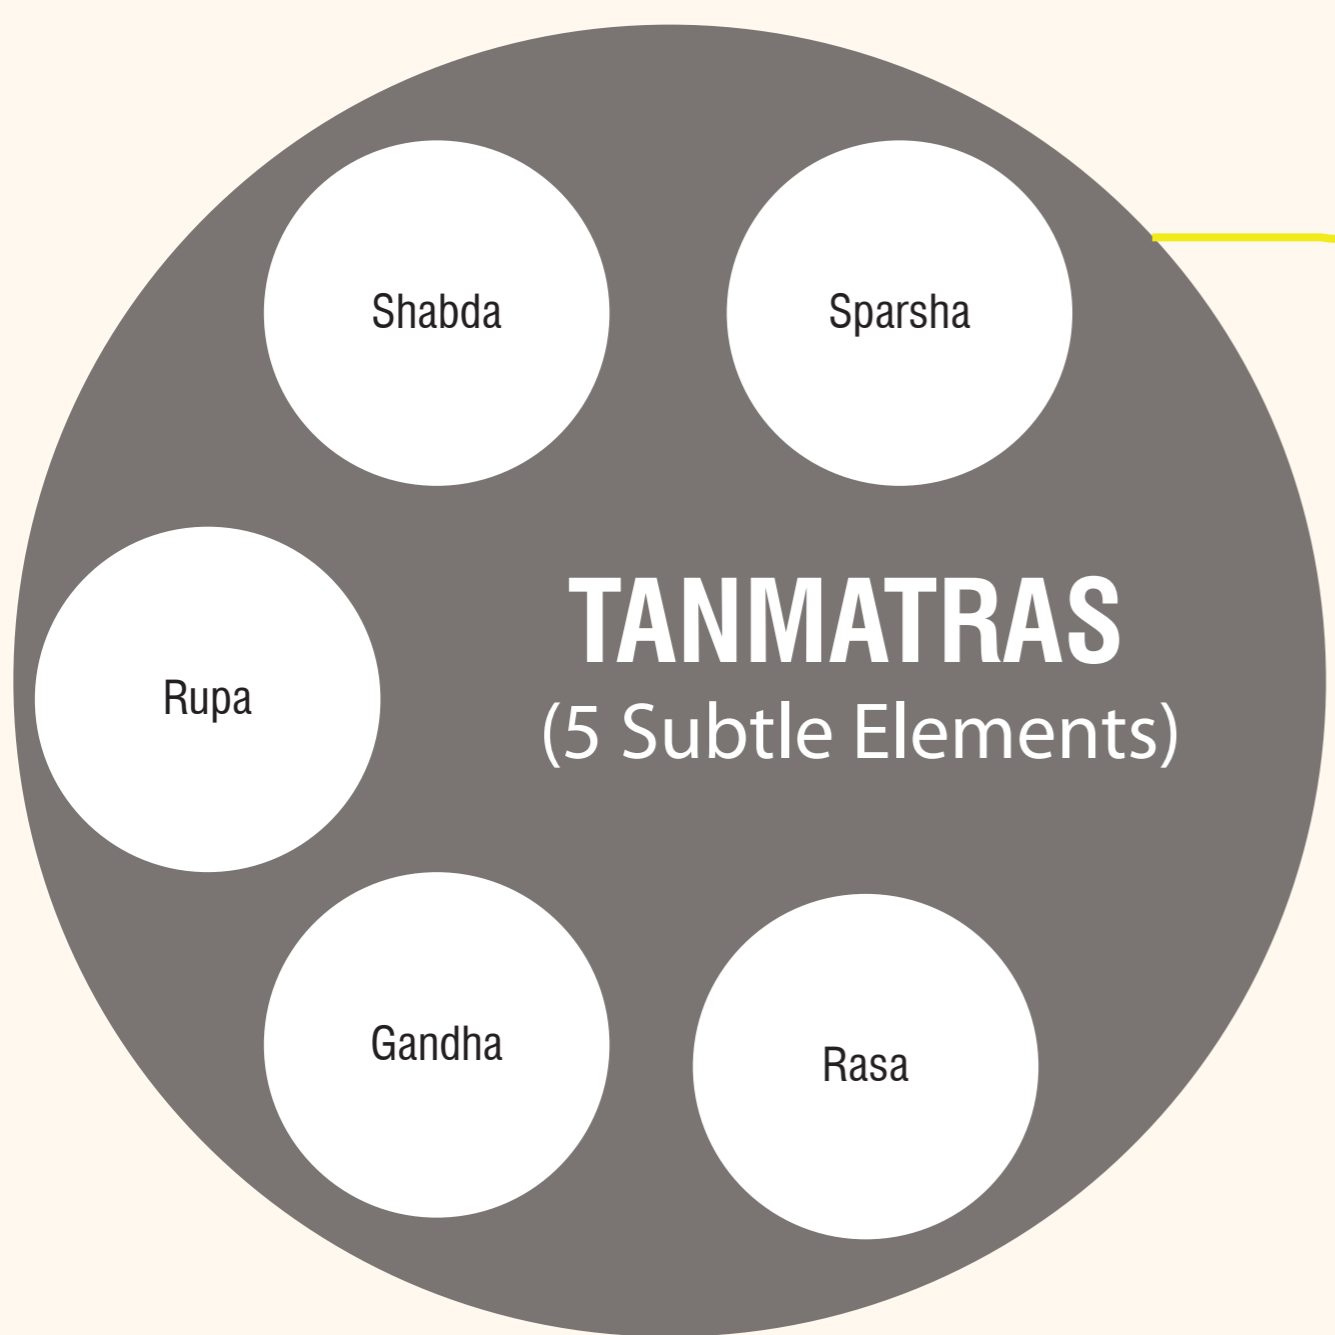 Shabda
Sparsha
TANMATRAS
(5 Subtle Elements)
Rupa
Gandha
Rasa